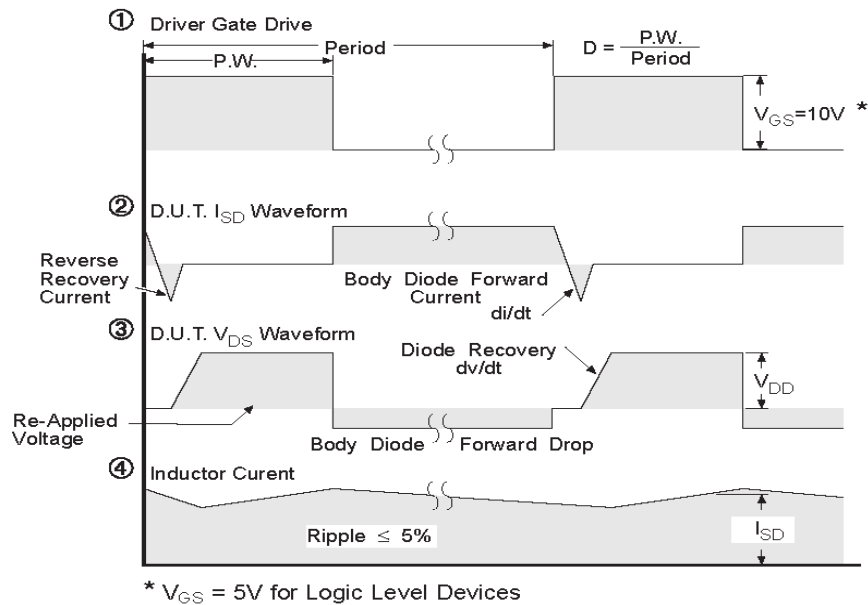 ① Driver Gate Drive
Period
P.W.
D = P.W. / Period
V_GS=10V *
② D.U.T. I_SD Waveform
Reverse
Recovery
Current
Body Diode Forward
Current
di/dt
③ D.U.T. V_DS Waveform
Diode Recovery
dv/dt
V_DD
Re-Applied
Voltage
Body Diode Forward Drop
④ Inductor Curent
Ripple ≤ 5%
I_SD
* V_GS = 5V for Logic Level Devices